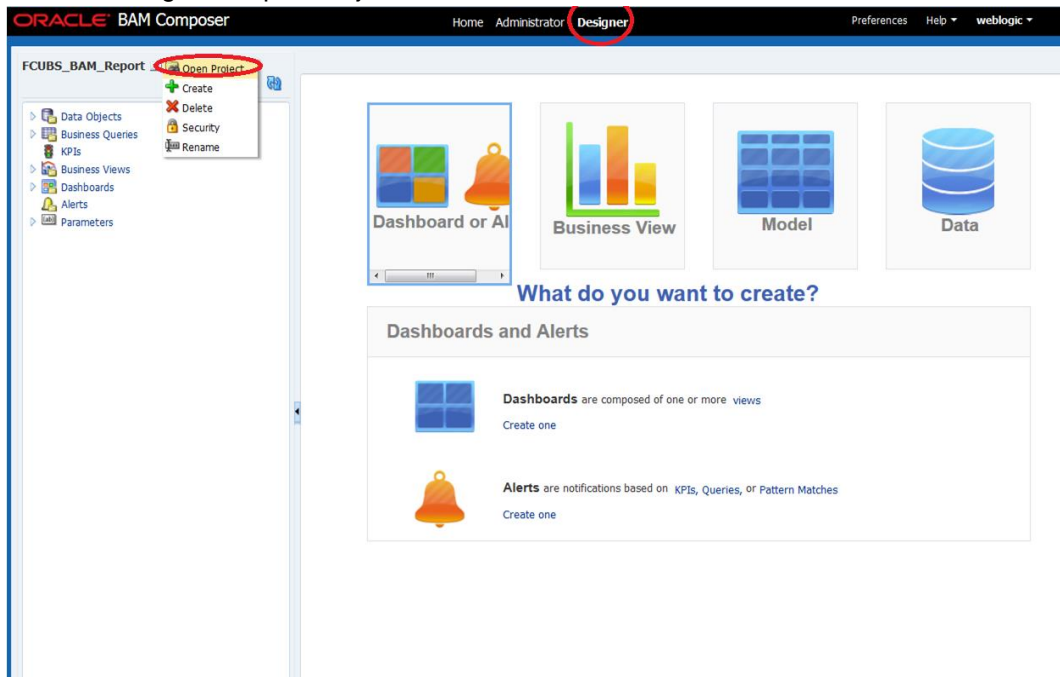 ORACLE BAM Composer
Home Administrator Designer
Preferences Help weblogic
FCUBS_BAM_Report
Open Project
Create
Delete
Security
Rename
Data Objects
Business Queries
KPIs
Business Views
Dashboards
Alerts
Parameters
Dashboard or Al
Business View
Model
Data
What do you want to create?
Dashboards and Alerts
Dashboards are composed of one or more views
Create one
Alerts are notifications based on KPIs, Queries, or Pattern Matches
Create one